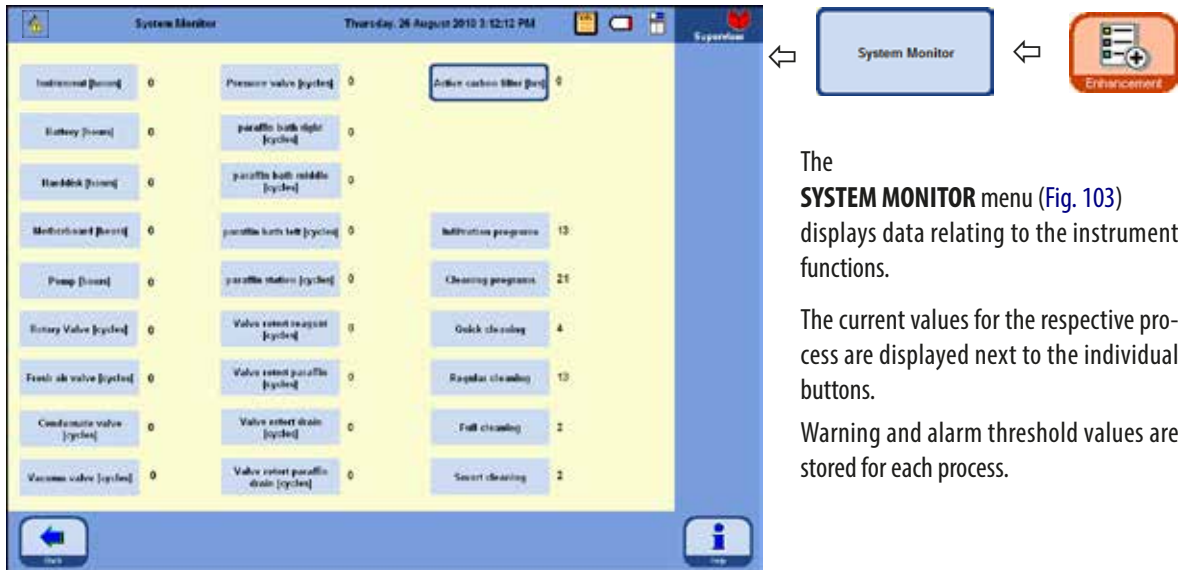 System Monitor
Thursday, 26 August 2010 3:12:12 PM
Supervisor
Instrument [hours] 0
Pressure valve [cycles] 0
Active carbon filter [hrs] 0
Battery [hours] 0
paraffin bath right
[cycles] 0
Harddisk [hours] 0
paraffin bath middle
[cycles] 0
Motherboard [hours] 0
paraffin bath left [cycles] 0
Infiltration programs 13
Pump [hours] 0
paraffin station [cycles] 0
Cleaning programs 21
Rotary Valve [cycles] 0
Valve retort reagent
[cycles] 0
Quick cleaning 4
Fresh air valve [cycles] 0
Valve retort paraffin
[cycles] 0
Regular cleaning 13
Condensate valve
[cycles] 0
Valve retort drain
[cycles] 0
Full cleaning 2
Vacuum valve [cycles] 0
Valve retort paraffin
drain [cycles] 0
Smart cleaning 2
Back
Help
System Monitor
Enhancement
The
SYSTEM MONITOR menu (Fig. 103)
displays data relating to the instrument
functions.
The current values for the respective pro-
cess are displayed next to the individual
buttons.
Warning and alarm threshold values are
stored for each process.